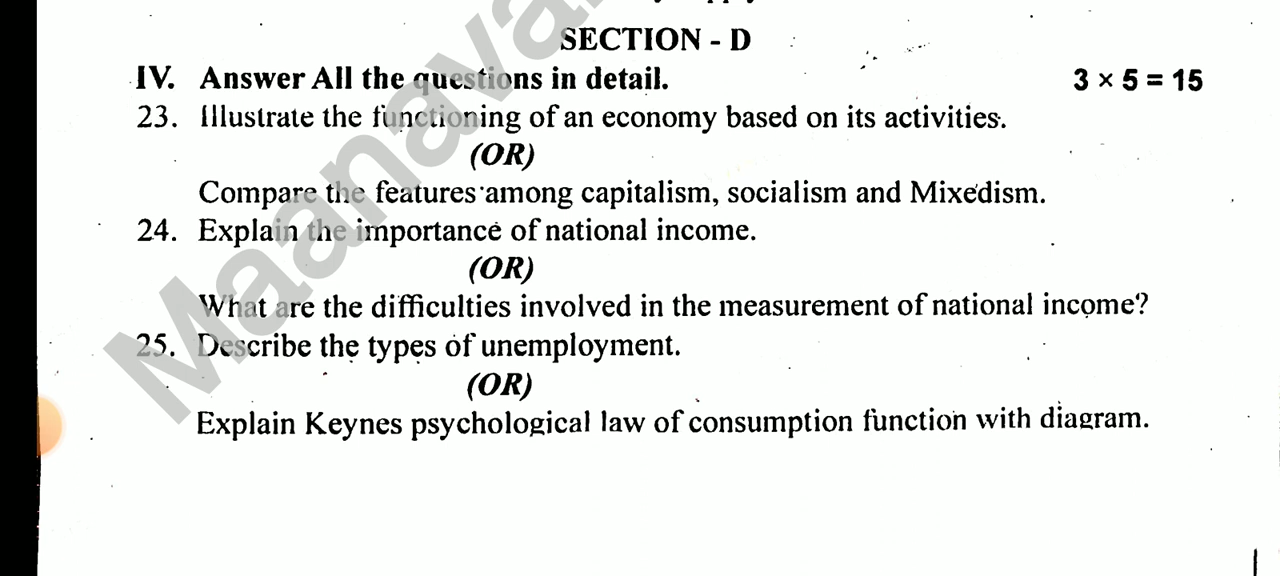 SECTION - D
IV. Answer All the questions in detail. 3 × 5 = 15
23. Illustrate the functioning of an economy based on its activities.
(OR)
Compare the features among capitalism, socialism and Mixedism.
24. Explain the importance of national income.
(OR)
What are the difficulties involved in the measurement of national income?
25. Describe the types of unemployment.
(OR)
Explain Keynes psychological law of consumption function with diagram.